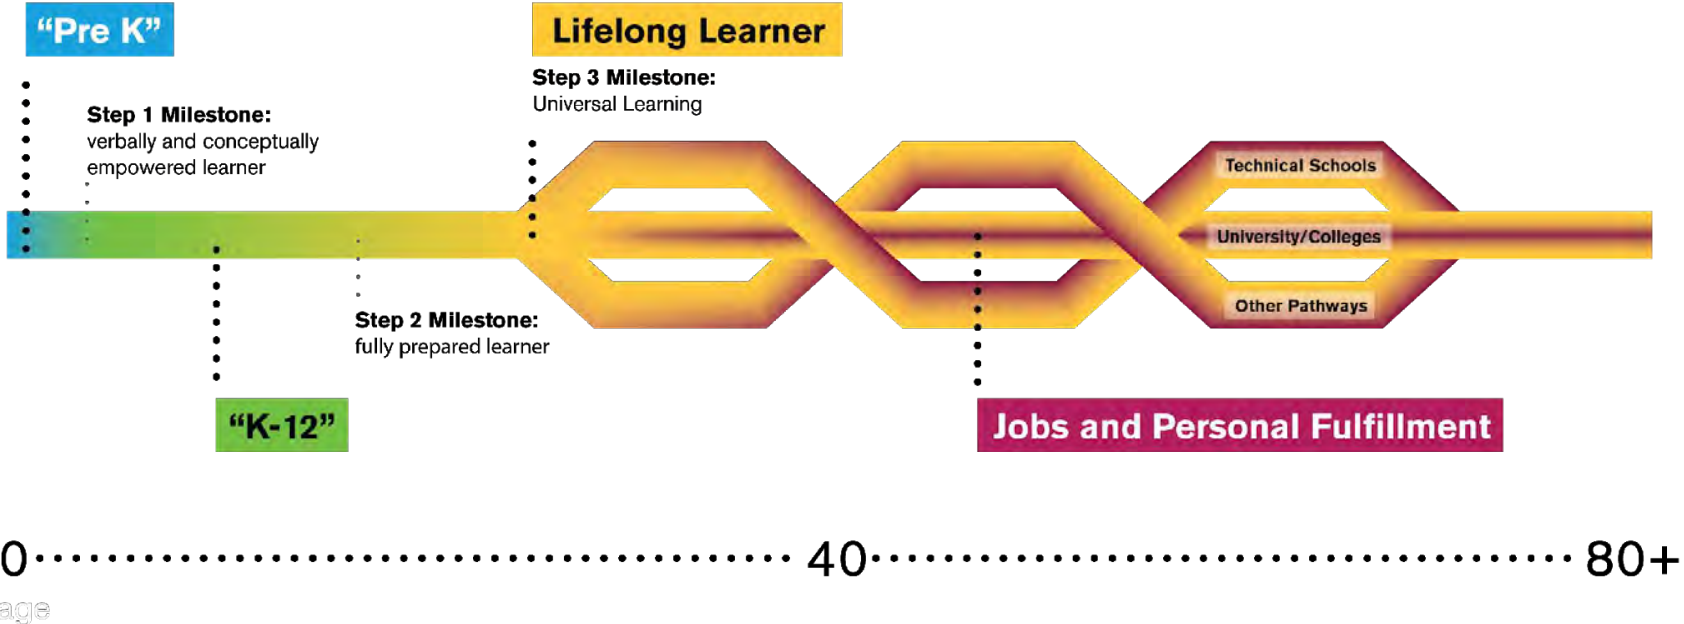 “Pre K”
Lifelong Learner
Step 3 Milestone:
Universal Learning
Step 1 Milestone:
verbally and conceptually
empowered learner
Technical Schools
University/Colleges
Other Pathways
Step 2 Milestone:
fully prepared learner
“K-12”
Jobs and Personal Fulfillment
0 40 80+
age